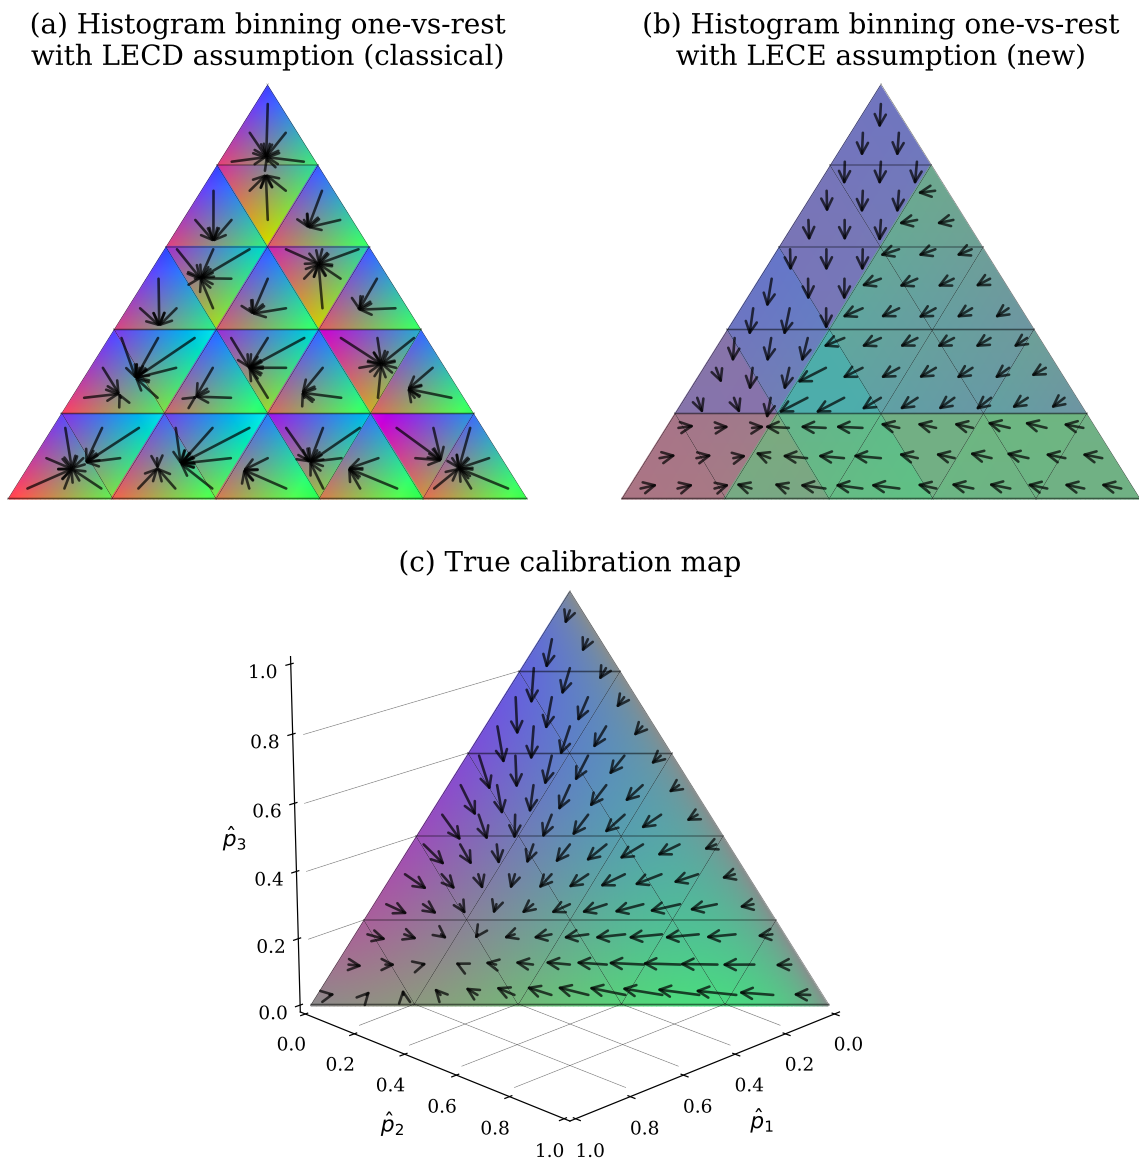 (a) Histogram binning one-vs-rest
with LECD assumption (classical)
(b) Histogram binning one-vs-rest
with LECE assumption (new)
(c) True calibration map
1.0
0.8
0.6
0.4
0.2
0.0
p̂3
0.0
0.2
0.4
0.6
0.8
1.0
p̂2
1.0
0.8
0.6
0.4
0.2
0.0
p̂1